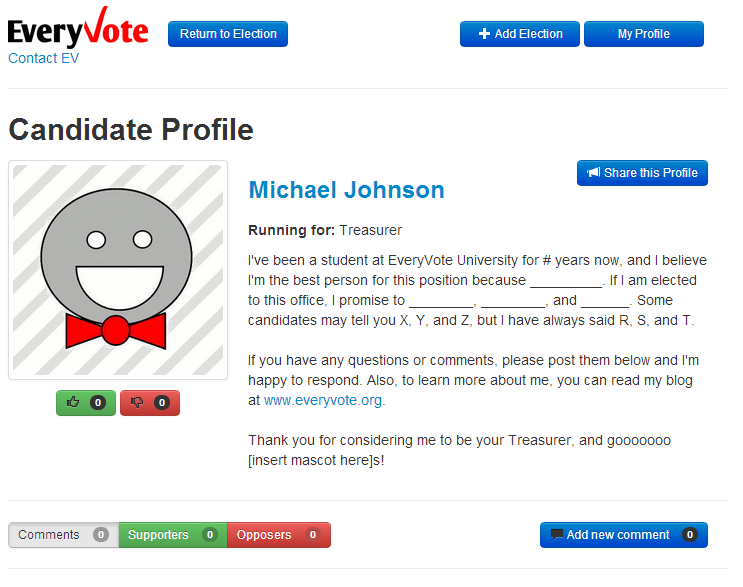 EveryVote
Return to Election
Add Election
My Profile
Contact EV
Candidate Profile
Share this Profile
Michael Johnson
Running for: Treasurer
I've been a student at EveryVote University for # years now, and I believe
I'm the best person for this position because _________. If I am elected
to this office, I promise to ________, ________, and ______. Some
candidates may tell you X, Y, and Z, but I have always said R, S, and T.
If you have any questions or comments, please post them below and I'm
happy to respond. Also, to learn more about me, you can read my blog
at www.everyvote.org.
Thank you for considering me to be your Treasurer, and gooooooo
[insert mascot here]s!
0
0
Comments 0
Supporters 0
Opposers 0
Add new comment 0